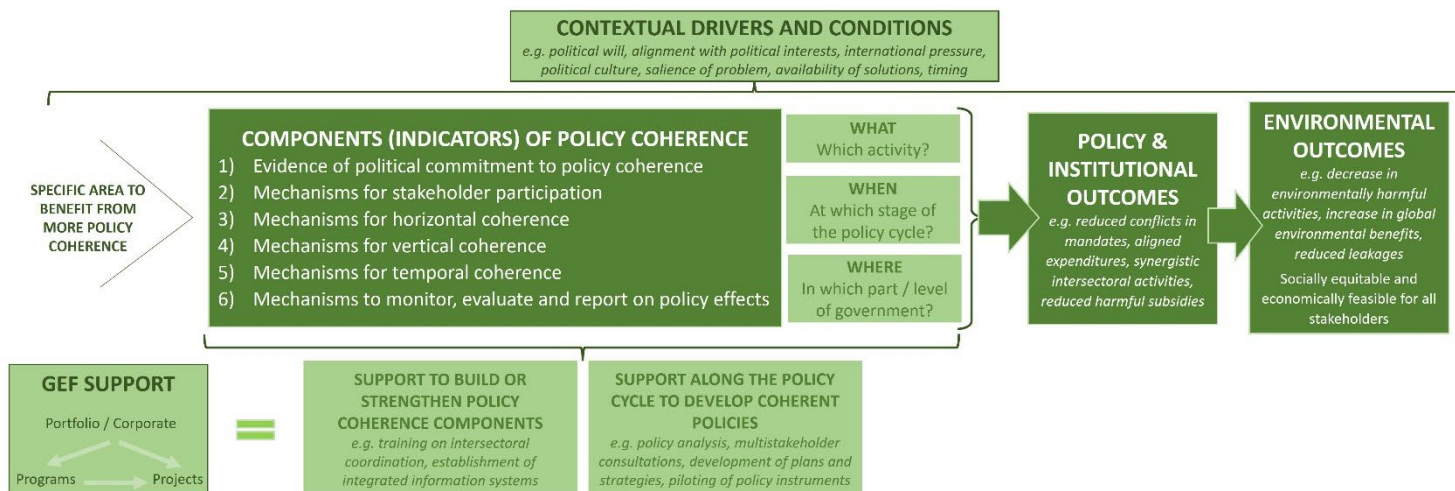 CONTEXTUAL DRIVERS AND CONDITIONS
e.g. political will, alignment with political interests, international pressure,
political culture, salience of problem, availability of solutions, timing
SPECIFIC AREA TO
BENEFIT FROM
MORE POLICY
COHERENCE
COMPONENTS (INDICATORS) OF POLICY COHERENCE
1) Evidence of political commitment to policy coherence
2) Mechanisms for stakeholder participation
3) Mechanisms for horizontal coherence
4) Mechanisms for vertical coherence
5) Mechanisms for temporal coherence
6) Mechanisms to monitor, evaluate and report on policy effects
WHAT
Which activity?
WHEN
At which stage of
the policy cycle?
WHERE
In which part / level
of government?
POLICY &
INSTITUTIONAL
OUTCOMES
e.g. reduced conflicts in
mandates, aligned
expenditures, synergistic
intersectoral activities,
reduced harmful subsidies
ENVIRONMENTAL
OUTCOMES
e.g. decrease in
environmentally harmful
activities, increase in global
environmental benefits,
reduced leakages
Socially equitable and
economically feasible for all
stakeholders
GEF SUPPORT
Portfolio / Corporate
Programs
Projects
SUPPORT TO BUILD OR
STRENGTHEN POLICY
COHERENCE COMPONENTS
e.g. training on intersectoral
coordination, establishment of
integrated information systems
SUPPORT ALONG THE POLICY
CYCLE TO DEVELOP COHERENT
POLICIES
e.g. policy analysis, multistakeholder
consultations, development of plans and
strategies, piloting of policy instruments